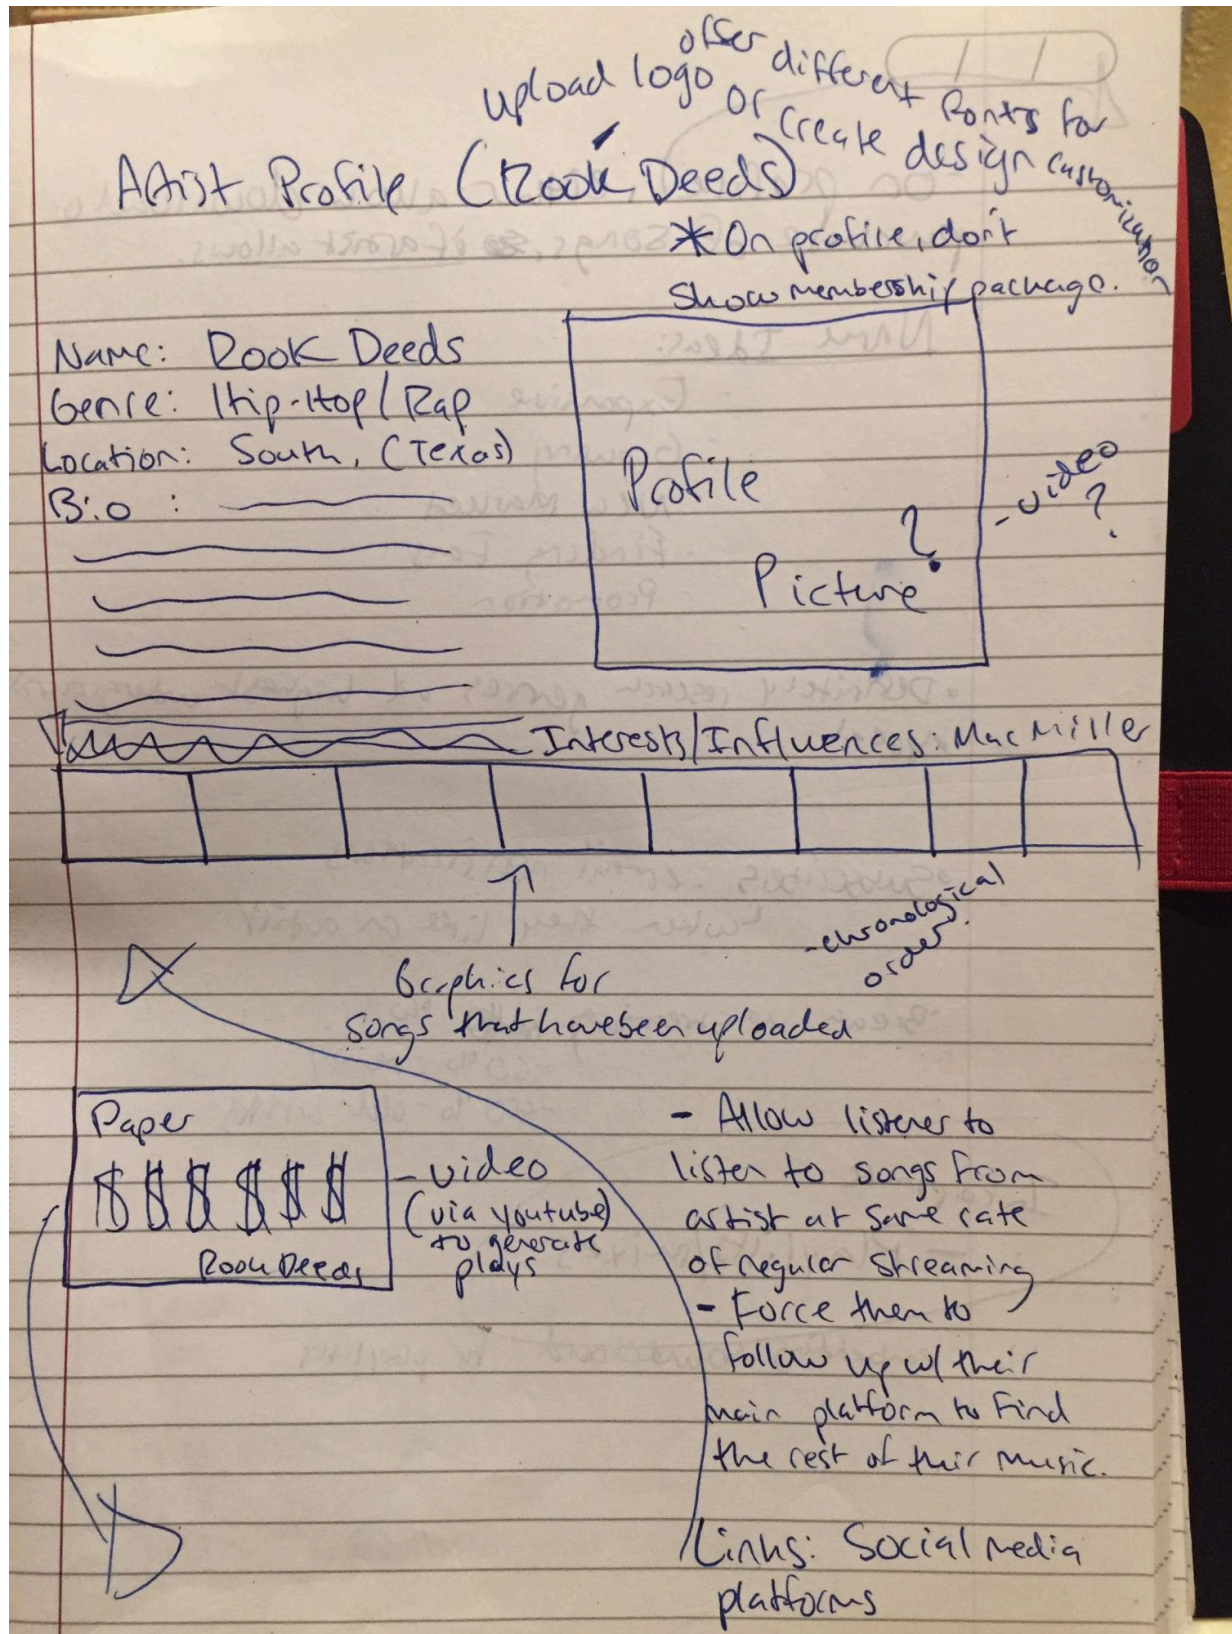 upload logo or create design
offer different fonts for customization
Artist Profile (Rook Deeds)
* On profile, don't
show membership package.
Name: Rook Deeds
Genre: Hip-Hop/Rap
Location: South, (Texas)
Bio :
Profile
Picture ?
- video ?
Interests/Influences: Mac Miller
- chronological
order
Graphics for
songs that have been uploaded
Paper
$ $ $ $ $ $
Rook Deeds
- video
(via youtube)
to generate
plays
- Allow listener to
listen to songs from
artist at same rate
of regular streaming
- Force them to
follow up w/ their
main platform to find
the rest of their music.
Links: Social media
platforms